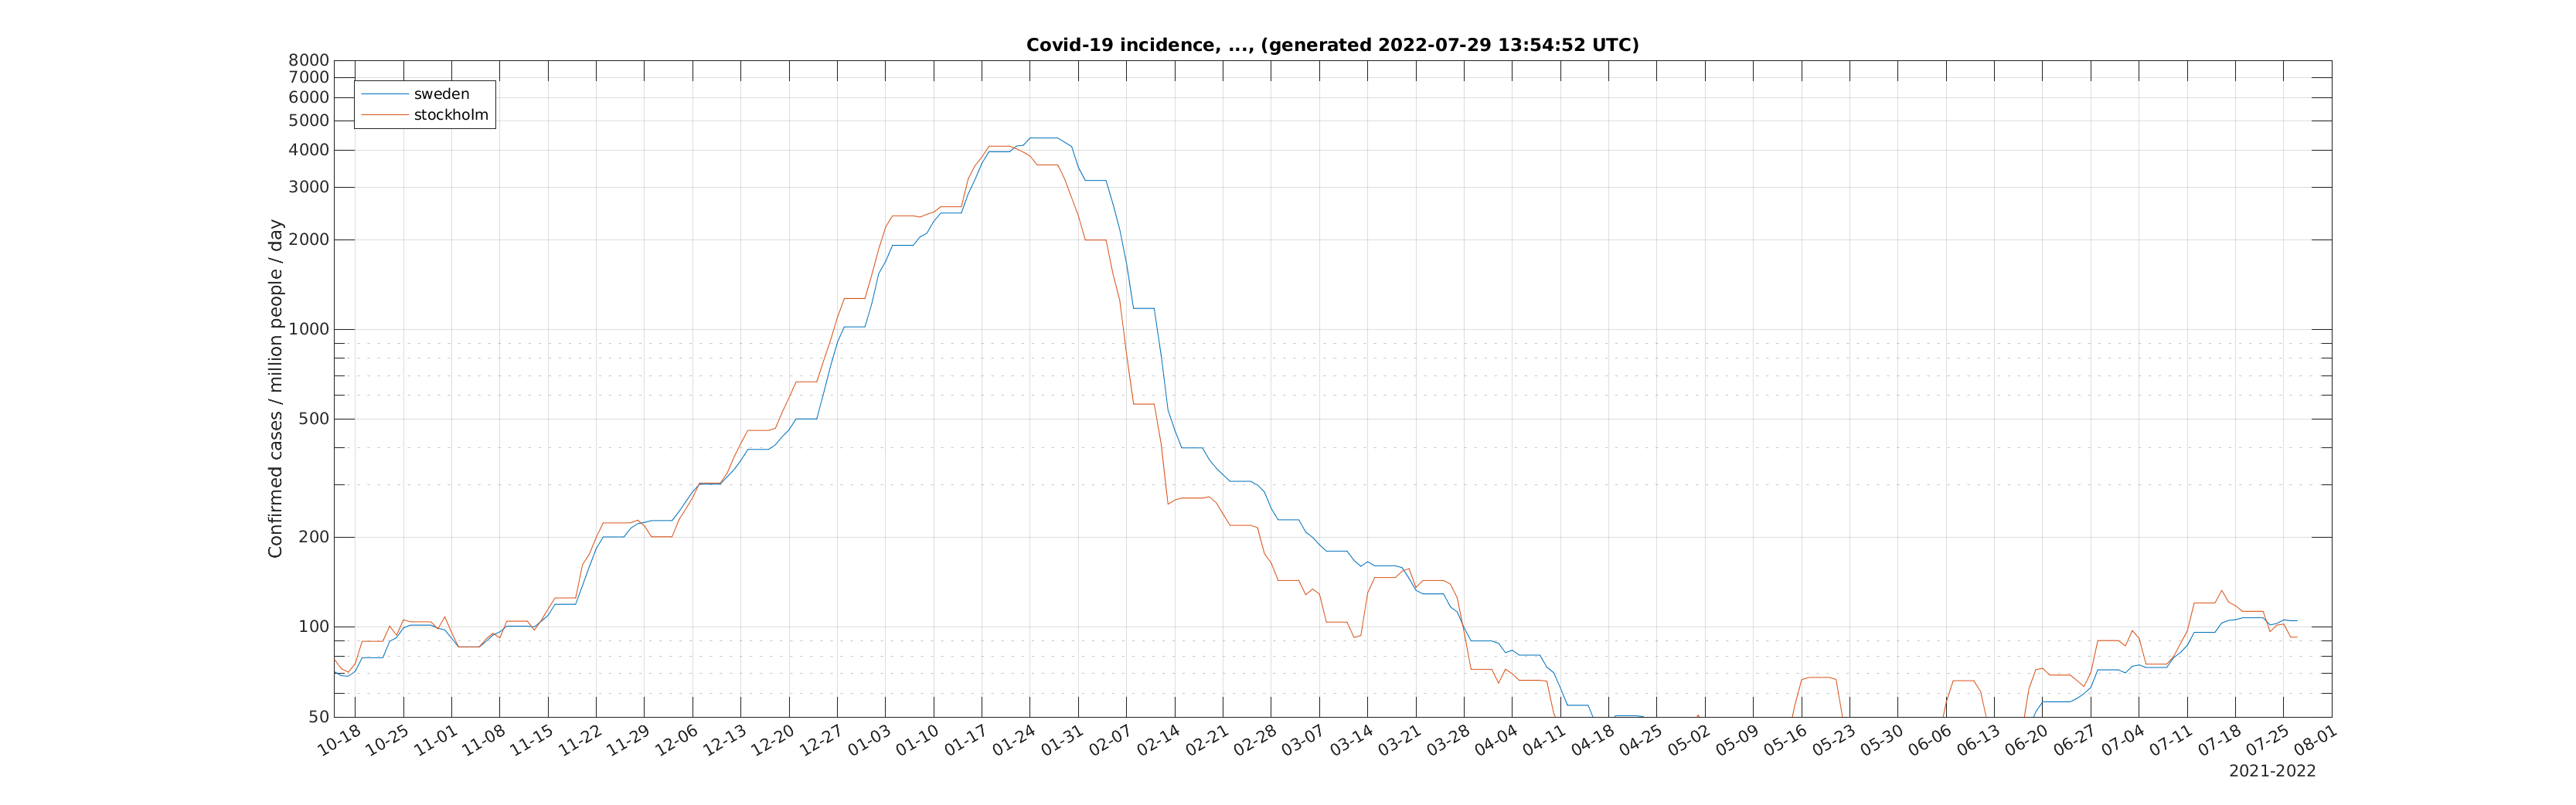 Covid-19 incidence, ..., (generated 2022-07-29 13:54:52 UTC)
8000
7000
6000
5000
4000
3000
2000
1000
500
200
100
50
Confirmed cases / million people / day
sweden
stockholm
10-18 10-25 11-01 11-08 11-15 11-22 11-29 12-06 12-13 12-20 12-27 01-03 01-10 01-17 01-24 01-31 02-07 02-14 02-21 02-28 03-07 03-14 03-21 03-28 04-04 04-11 04-18 04-25 05-02 05-09 05-16 05-23 05-30 06-06 06-13 06-20 06-27 07-04 07-11 07-18 07-25 08-01
2021-2022